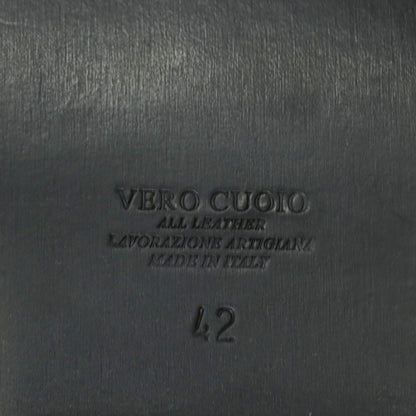 VERO CUOIO
ALL LEATHER
LAVORAZIONE ARTIGIANA
MADE IN ITALY
42